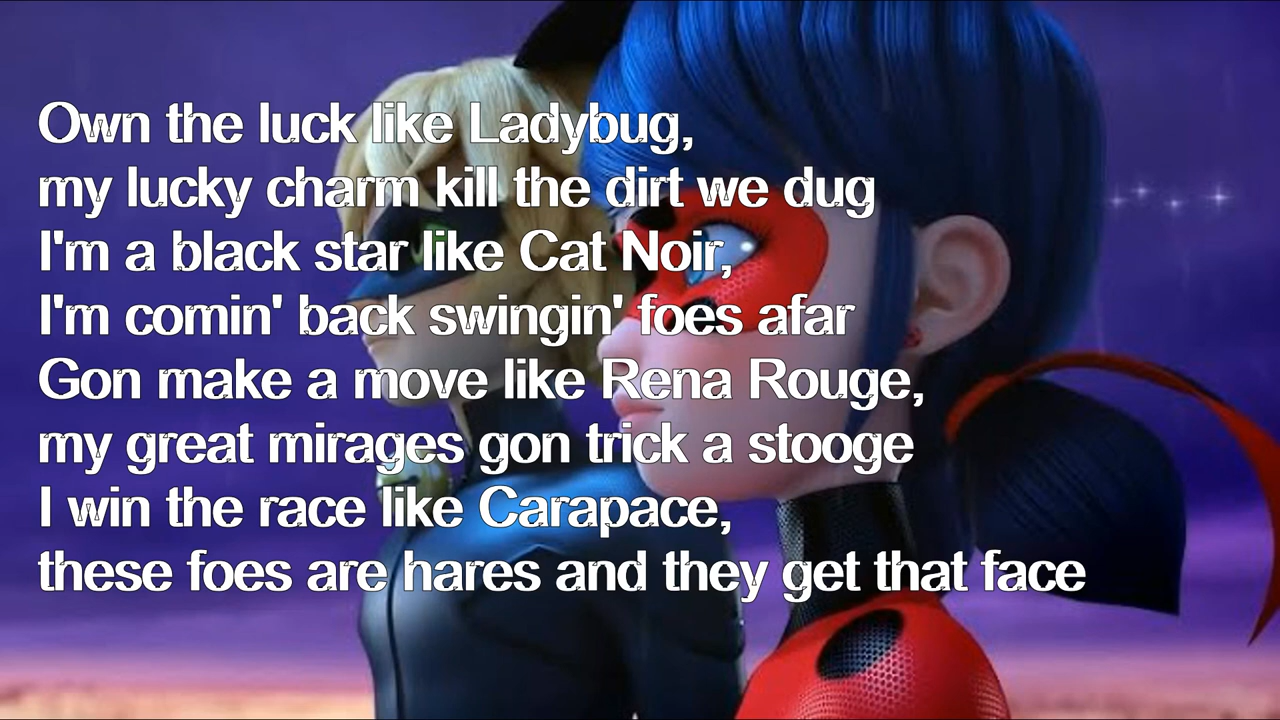 Own the luck like Ladybug,
my lucky charm kill the dirt we dug
I'm a black star like Cat Noir,
I'm comin' back swingin' foes afar
Gon make a move like Rena Rouge,
my great mirages gon trick a stooge
I win the race like Carapace,
these foes are hares and they get that face